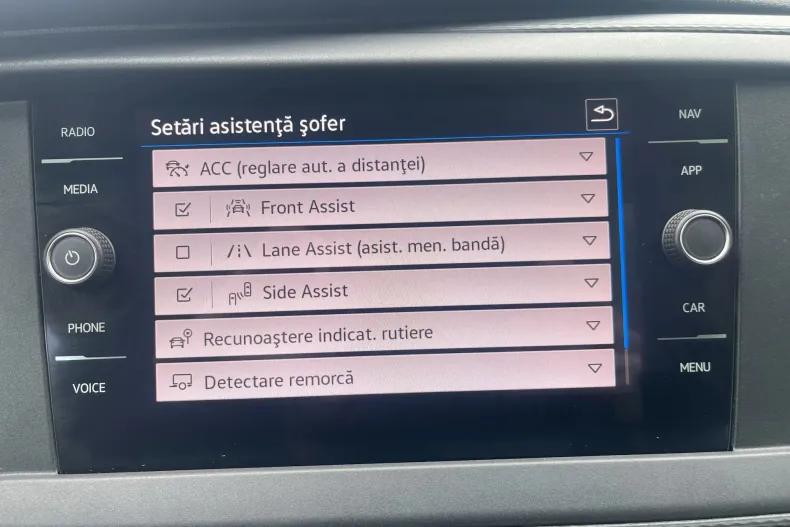 Setări asistenţă şofer
RADIO
MEDIA
PHONE
VOICE
ACC (reglare aut. a distanţei)
Front Assist
Lane Assist (asist. men. bandă)
Side Assist
Recunoaştere indicat. rutiere
Detectare remorcă
NAV
APP
CAR
MENU